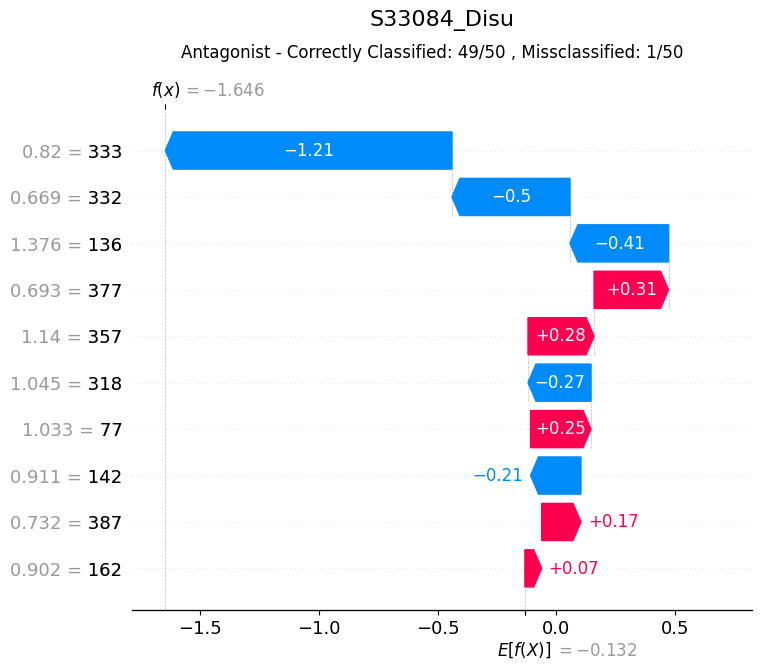 S33084_Disu
Antagonist - Correctly Classified: 49/50 , Missclassified: 1/50
f(x) = −1.646
0.82 = 333 −1.21
0.669 = 332 −0.5
1.376 = 136 −0.41
0.693 = 377 +0.31
1.14 = 357 +0.28
1.045 = 318 −0.27
1.033 = 77 +0.25
0.911 = 142 −0.21
0.732 = 387 +0.17
0.902 = 162 +0.07
−1.5 −1.0 −0.5 0.0 0.5
E[f(X)] = −0.132